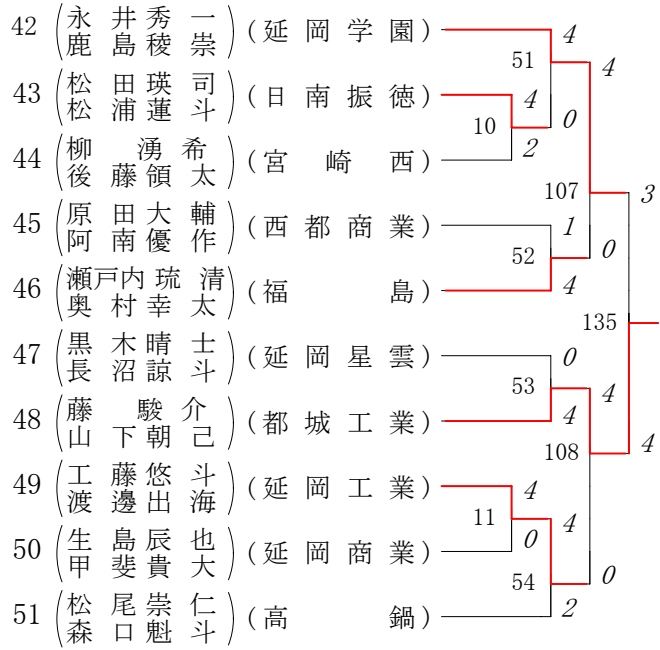 42 永井秀一 鹿島稜崇 (延岡学園)
43 松田瑛司 松浦蓮斗 (日南振徳)
44 柳湧希 後藤領太 (宮崎西)
45 原田大輔 阿南優作 (西都商業)
46 瀬戸内琉清 奥村幸太 (福島)
47 黒木晴士 長沼諒斗 (延岡星雲)
48 藤駿介 山下朝己 (都城工業)
49 工藤悠斗 渡邊出海 (延岡工業)
50 生島辰也 甲斐貴大 (延岡商業)
51 松尾崇仁 森口魁斗 (高鍋)
4
51
4
4
0
10
2
107
3
1
0
52
4
135
0
53
4
4
108
4
4
11
4
0
54
0
2